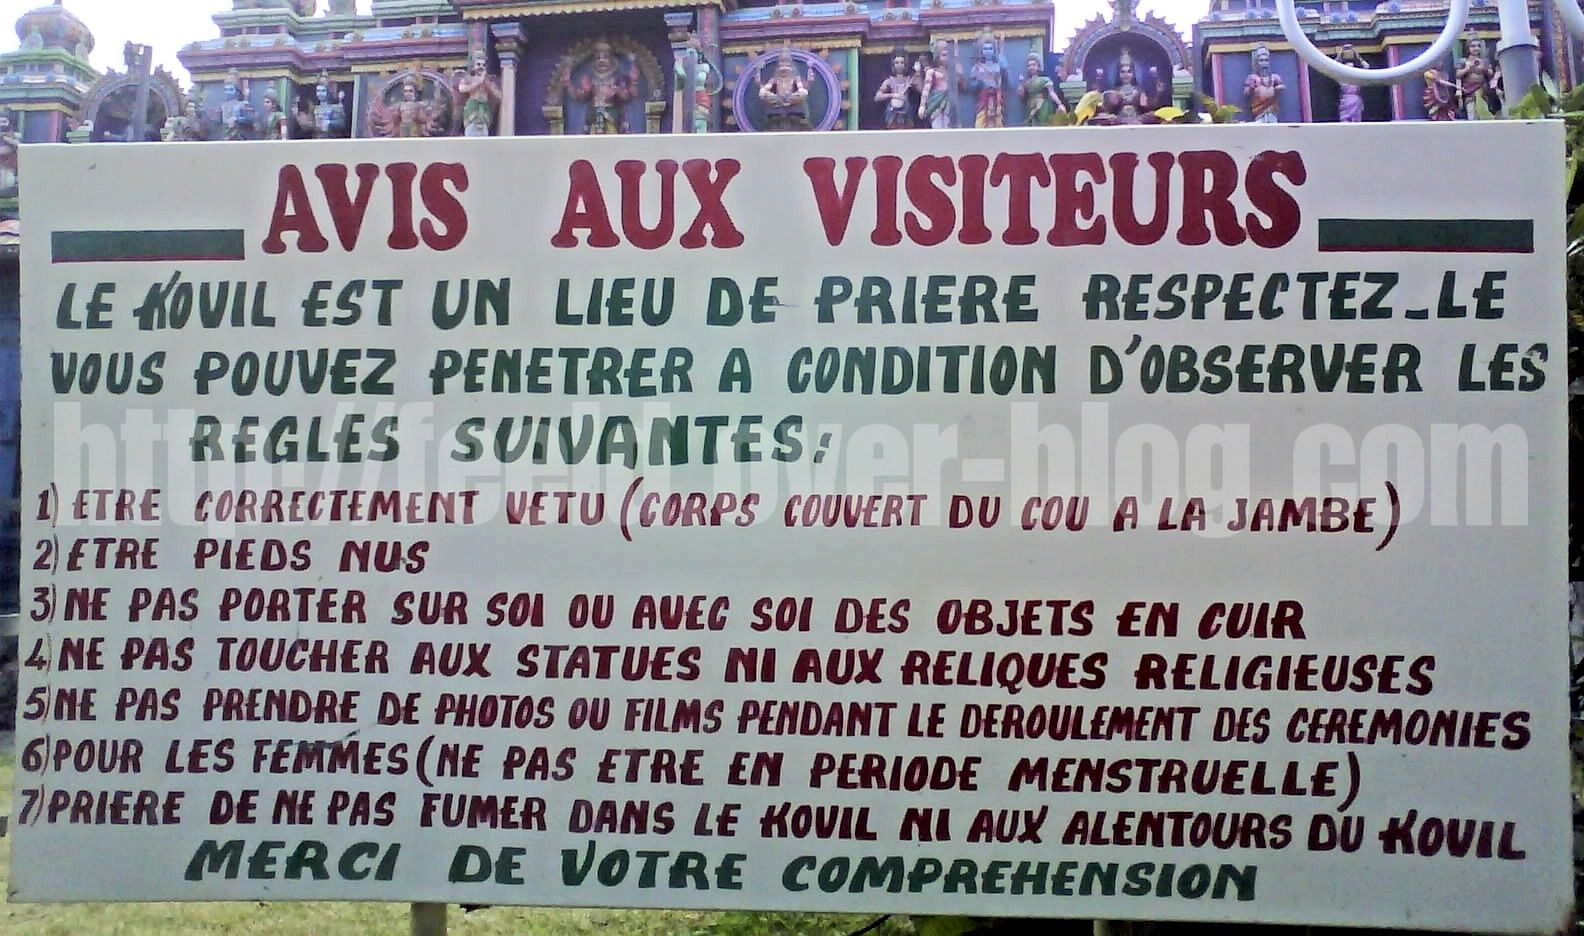 AVIS AUX VISITEURS
LE KOVIL EST UN LIEU DE PRIERE RESPECTEZ-LE
VOUS POUVEZ PENETRER A CONDITION D'OBSERVER LES
REGLES SUIVANTES:
1) ETRE CORRECTEMENT VETU (CORPS COUVERT DU COU A LA JAMBE)
2) ETRE PIEDS NUS
3) NE PAS PORTER SUR SOI OU AVEC SOI DES OBJETS EN CUIR
4) NE PAS TOUCHER AUX STATUES NI AUX RELIQUES RELIGIEUSES
5) NE PAS PRENDRE DE PHOTOS OU FILMS PENDANT LE DEROULEMENT DES CEREMONIES
6) POUR LES FEMMES (NE PAS ETRE EN PERIODE MENSTRUELLE)
7) PRIERE DE NE PAS FUMER DANS LE KOVIL NI AUX ALENTOURS DU KOVIL
MERCI DE VOTRE COMPREHENSION